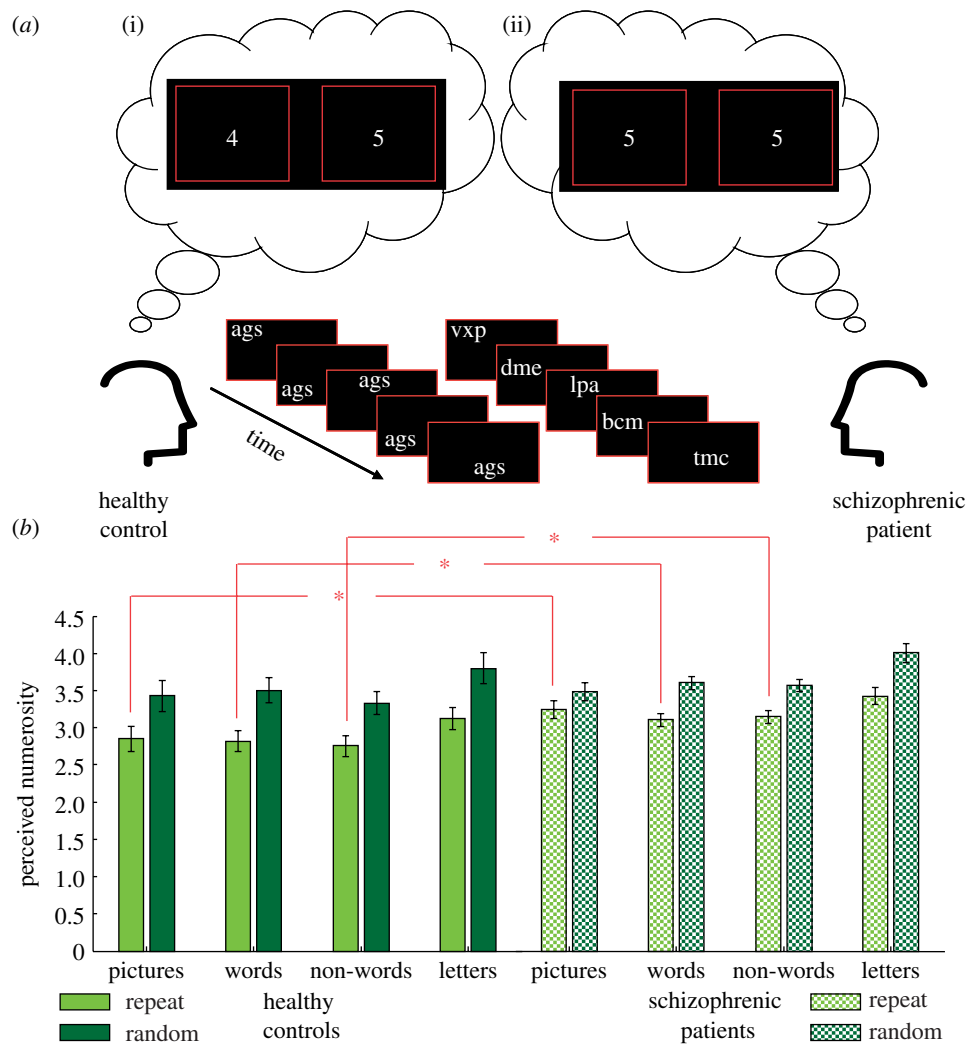 (a) (i) (ii)
4 5 5 5
ags vxp
ags dme
ags lpa
ags bcm
ags tmc
time
healthy
control
schizophrenic
patient
(b)
*
*
*
perceived numerosity
4.5
4.0
3.5
3.0
2.5
2.0
1.5
1.0
0.5
0
pictures words non-words letters pictures words non-words letters
repeat
random
healthy
controls
schizophrenic
patients
repeat
random